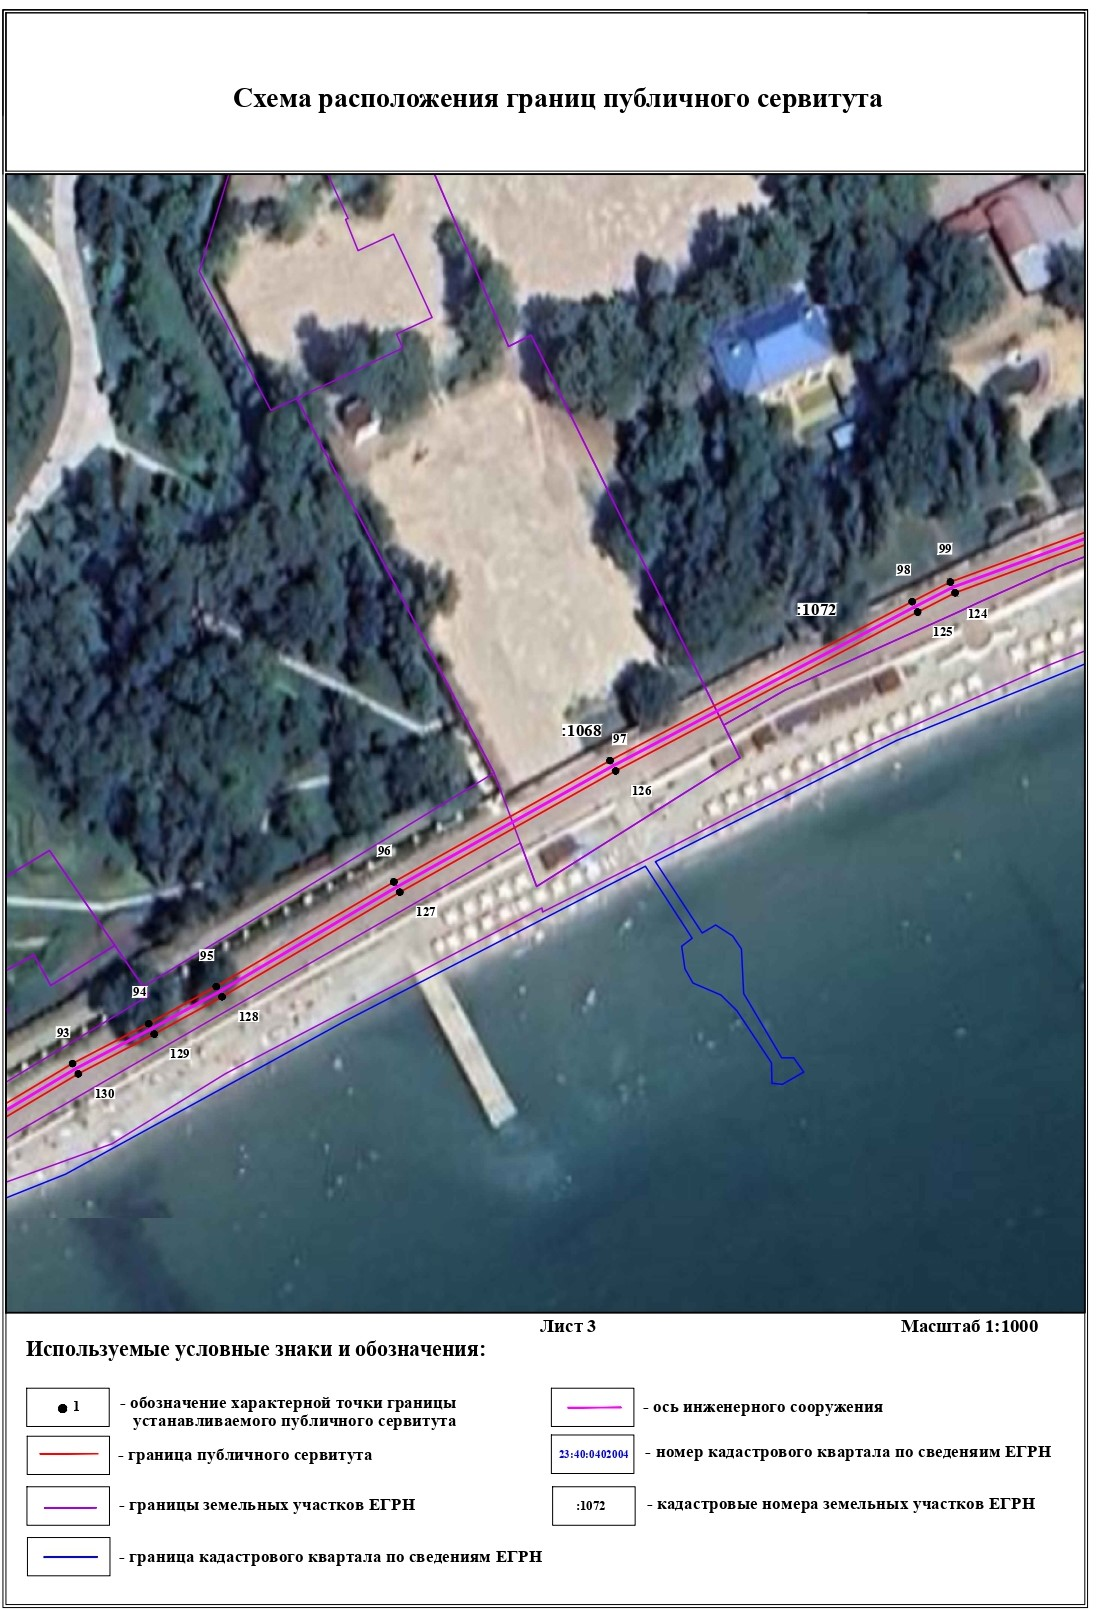 Схема расположения границ публичного сервитута
99
98
:1072
124
125
:1068
97
126
96
127
95
94
128
93
129
130
Лист 3
Масштаб 1:1000
Используемые условные знаки и обозначения:
1
- обозначение характерной точки границы
устанавливаемого публичного сервитута
- ось инженерного сооружения
- граница публичного сервитута
23:40:0402004
- номер кадастрового квартала по сведеняим ЕГРН
- границы земельных участков ЕГРН
:1072
- кадастровые номера земельных участков ЕГРН
- граница кадастрового квартала по сведениям ЕГРН